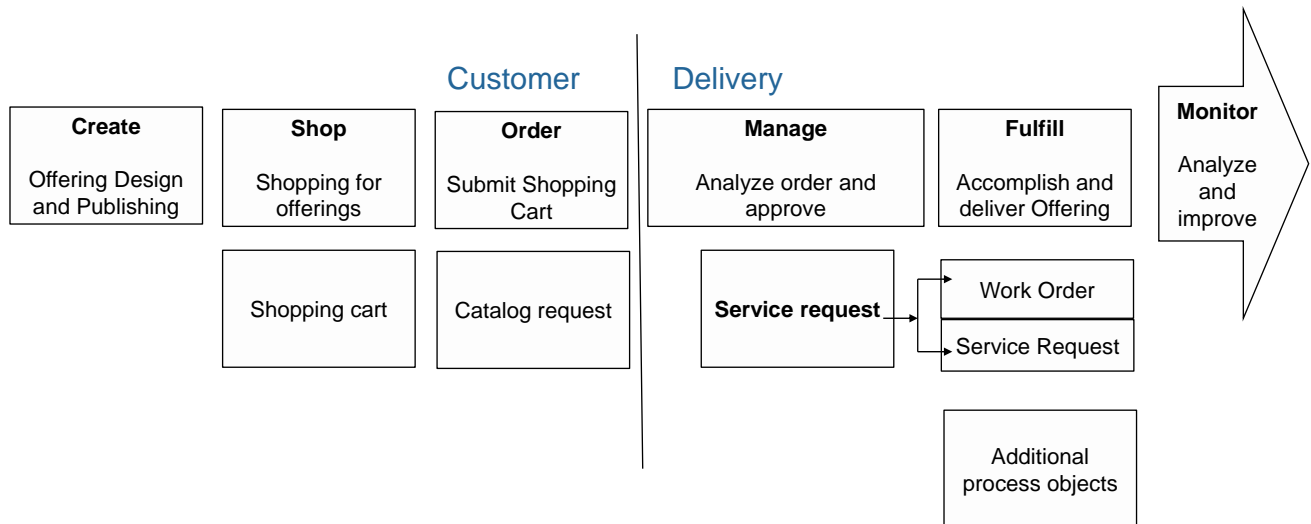 Customer
Delivery
Create
Offering Design
and Publishing
Shop
Shopping for
offerings
Order
Submit Shopping
Cart
Manage
Analyze order and
approve
Fulfill
Accomplish and
deliver Offering
Monitor
Analyze
and
improve
Shopping cart
Catalog request
Service request
Work Order
Service Request
Additional
process objects